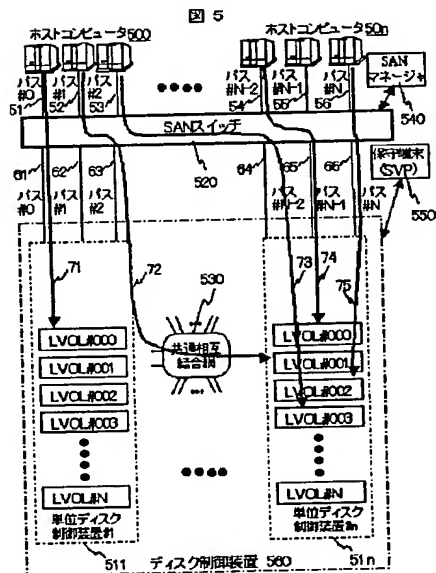 図 5
ホストコンピュータ500
ホストコンピュータ50n
パス #0
パス #1
パス #2
パス #N-2
パス #N-1
パス #N
51
52
53
54
55
56
SAN マネージャ
540
SANスイッチ
520
61
62
63
64
65
66
パス #0
パス #1
パス #2
パス #N-2
パス #N-1
パス #N
保守端末 (SVP)
550
71
72
530
73
74
75
共通相互 結合網
LVOL#000
LVOL#001
LVOL#002
LVOL#003
LVOL#N
単位ディスク 制御装置#1
511
LVOL#000
LVOL#001
LVOL#002
LVOL#003
LVOL#N
単位ディスク 制御装置#n
51n
ディスク制御装置 560